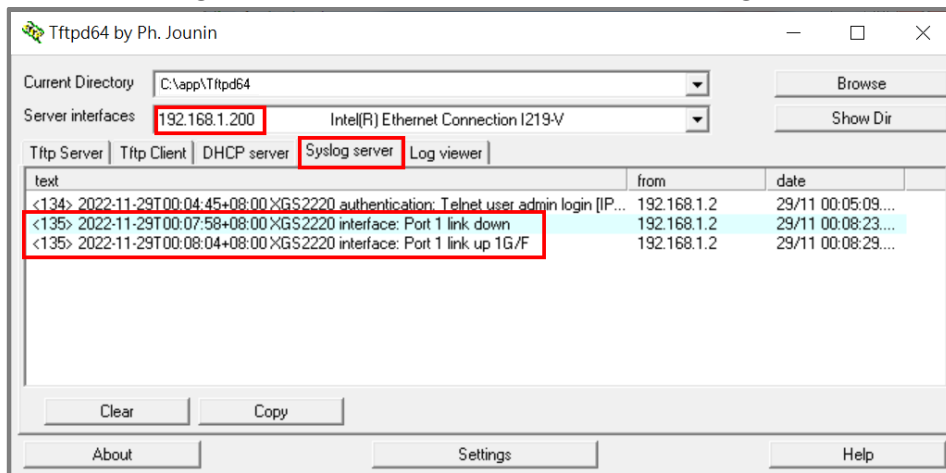 Tftpd64 by Ph. Jounin
Current Directory C:\app\Tftpd64 Browse
Server interfaces 192.168.1.200 Intel(R) Ethernet Connection I219-V Show Dir
Tftp Server Tftp Client DHCP server Syslog server Log viewer
text from date
<134> 2022-11-29T00:04:45+08:00 XGS2220 authentication: Telnet user admin login [IP... 192.168.1.2 29/11 00:05:09....
<135> 2022-11-29T00:07:58+08:00 XGS2220 interface: Port 1 link down 192.168.1.2 29/11 00:08:23....
<135> 2022-11-29T00:08:04+08:00 XGS2220 interface: Port 1 link up 1G/F 192.168.1.2 29/11 00:08:29....
Clear Copy
About Settings Help